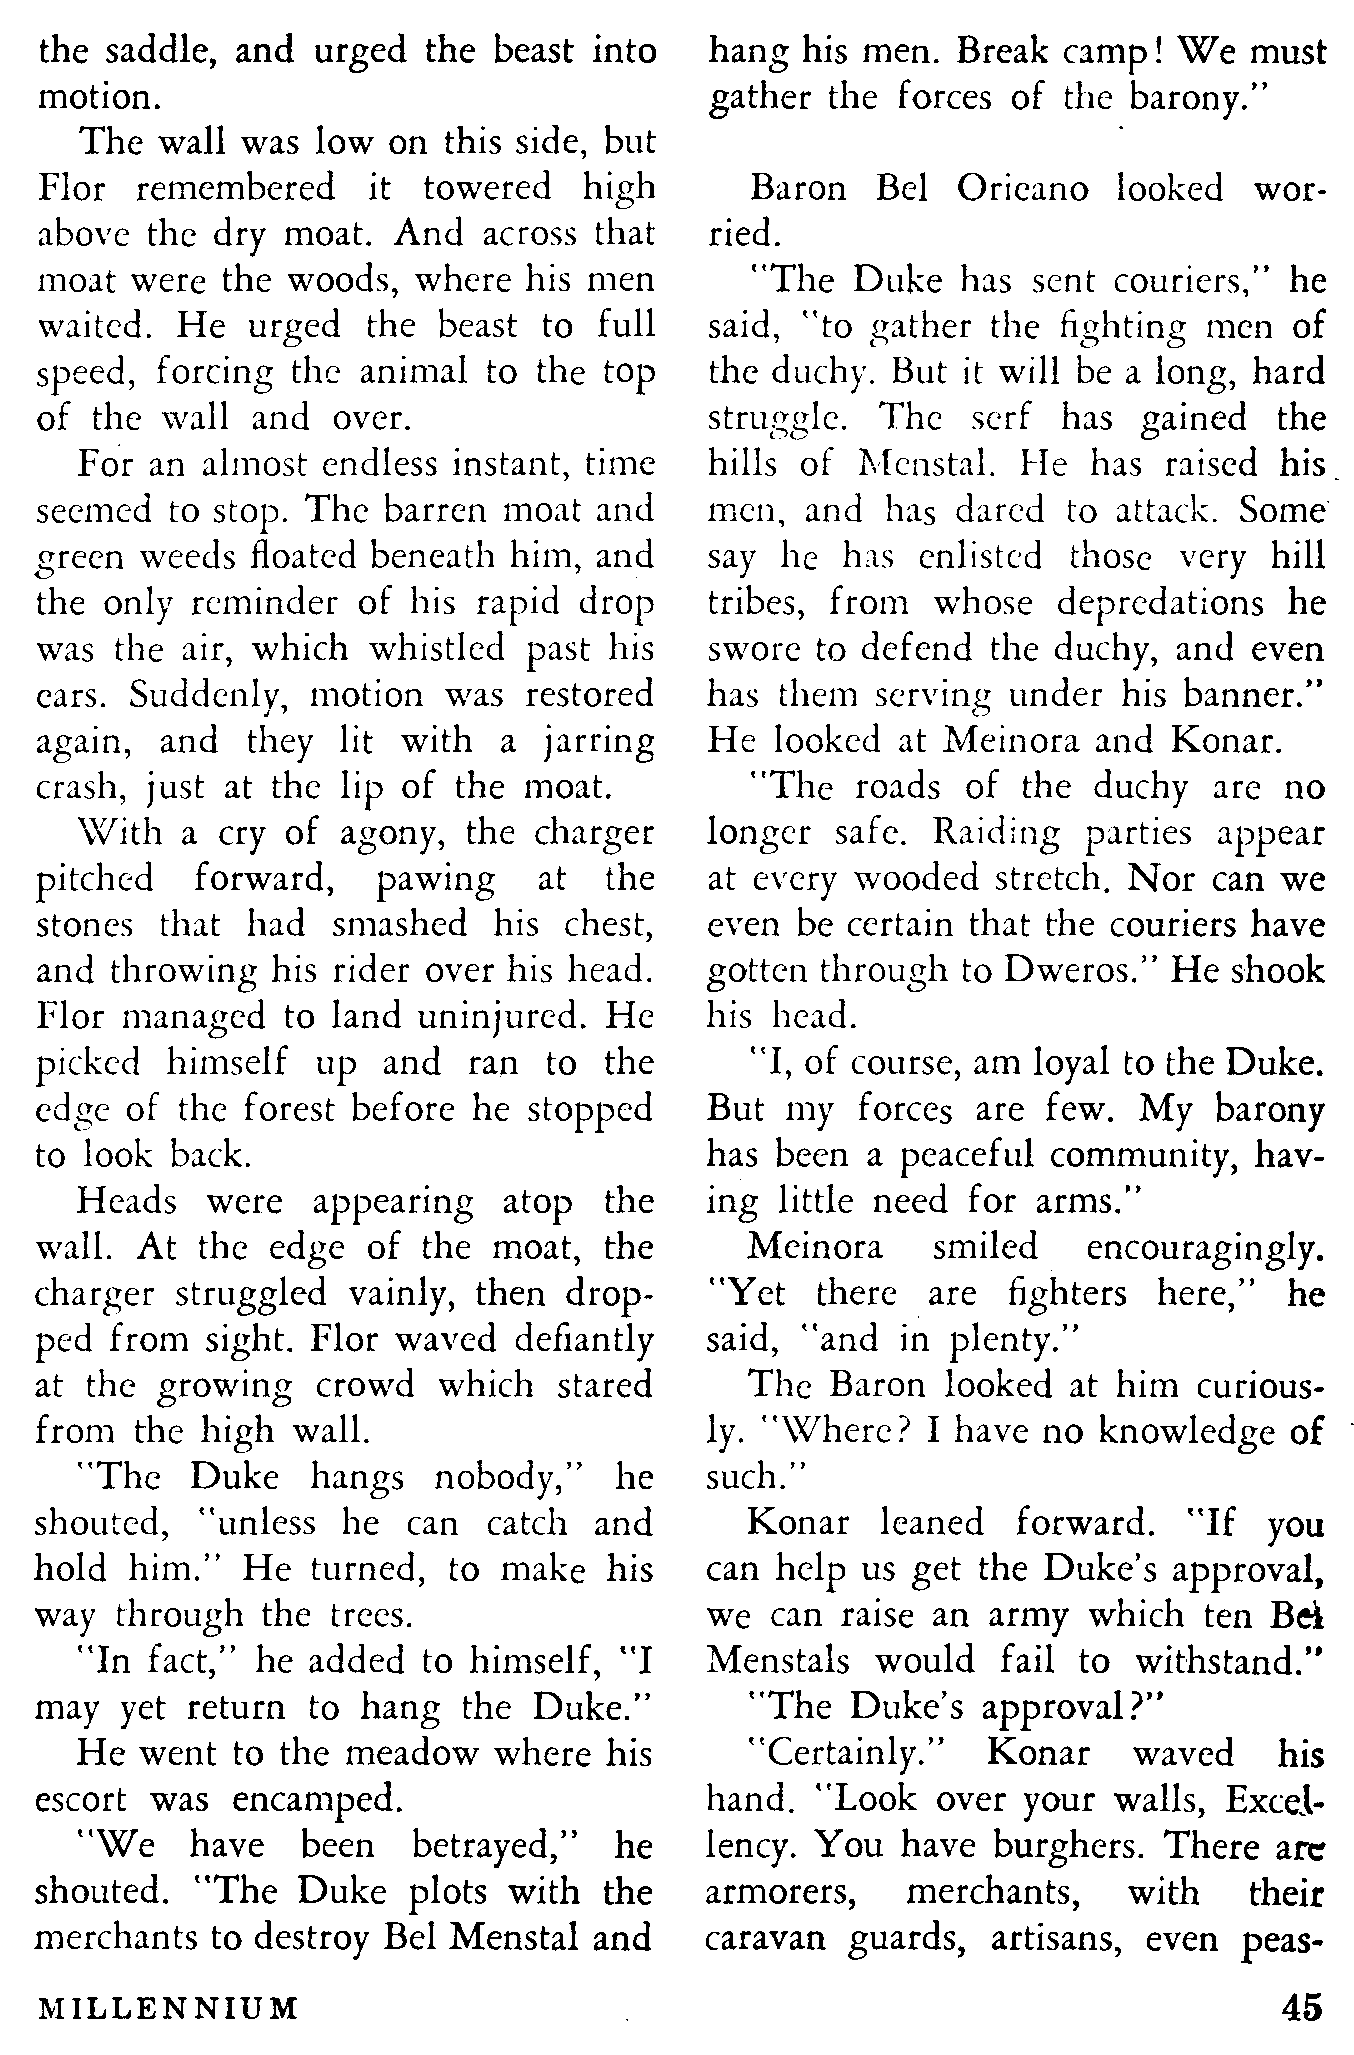 the saddle, and urged the beast into
motion.
The wall was low on this side, but
Flor remembered it towered high
above the dry moat. And across that
moat were the woods, where his men
waited. He urged the beast to full
speed, forcing the animal to the top
of the wall and over.
For an almost endless instant, time
seemed to stop. The barren moat and
green weeds floated beneath him, and
the only reminder of his rapid drop
was the air, which whistled past his
ears. Suddenly, motion was restored
again, and they lit with a jarring
crash, just at the lip of the moat.
With a cry of agony, the charger
pitched forward, pawing at the
stones that had smashed his chest,
and throwing his rider over his head.
Flor managed to land uninjured. He
picked himself up and ran to the
edge of the forest before he stopped
to look back.
Heads were appearing atop the
wall. At the edge of the moat, the
charger struggled vainly, then drop-
ped from sight. Flor waved defiantly
at the growing crowd which stared
from the high wall.
"The Duke hangs nobody," he
shouted, "unless he can catch and
hold him." He turned, to make his
way through the trees.
"In fact," he added to himself, "I
may yet return to hang the Duke."
He went to the meadow where his
escort was encamped.
"We have been betrayed," he
shouted. "The Duke plots with the
merchants to destroy Bel Menstal and
hang his men. Break camp! We must
gather the forces of the barony."
Baron Bel Oricano looked wor-
ried.
"The Duke has sent couriers," he
said, "to gather the fighting men of
the duchy. But it will be a long, hard
struggle. The serf has gained the
hills of Menstal. He has raised his
men, and has dared to attack. Some
say he has enlisted those very hill
tribes, from whose depredations he
swore to defend the duchy, and even
has them serving under his banner."
He looked at Meinora and Konar.
"The roads of the duchy are no
longer safe. Raiding parties appear
at every wooded stretch. Nor can we
even be certain that the couriers have
gotten through to Dweros." He shook
his head.
"I, of course, am loyal to the Duke.
But my forces are few. My barony
has been a peaceful community, hav-
ing little need for arms."
Meinora smiled encouragingly.
"Yet there are fighters here," he
said, "and in plenty."
The Baron looked at him curious-
ly. "Where? I have no knowledge of
such."
Konar leaned forward. "If you
can help us get the Duke's approval,
we can raise an army which ten Bel
Menstals would fail to withstand."
"The Duke's approval?"
"Certainly." Konar waved his
hand. "Look over your walls, Excel-
lency. You have burghers. There are
armorers, merchants, with their
caravan guards, artisans, even peas-
MILLENNIUM
45